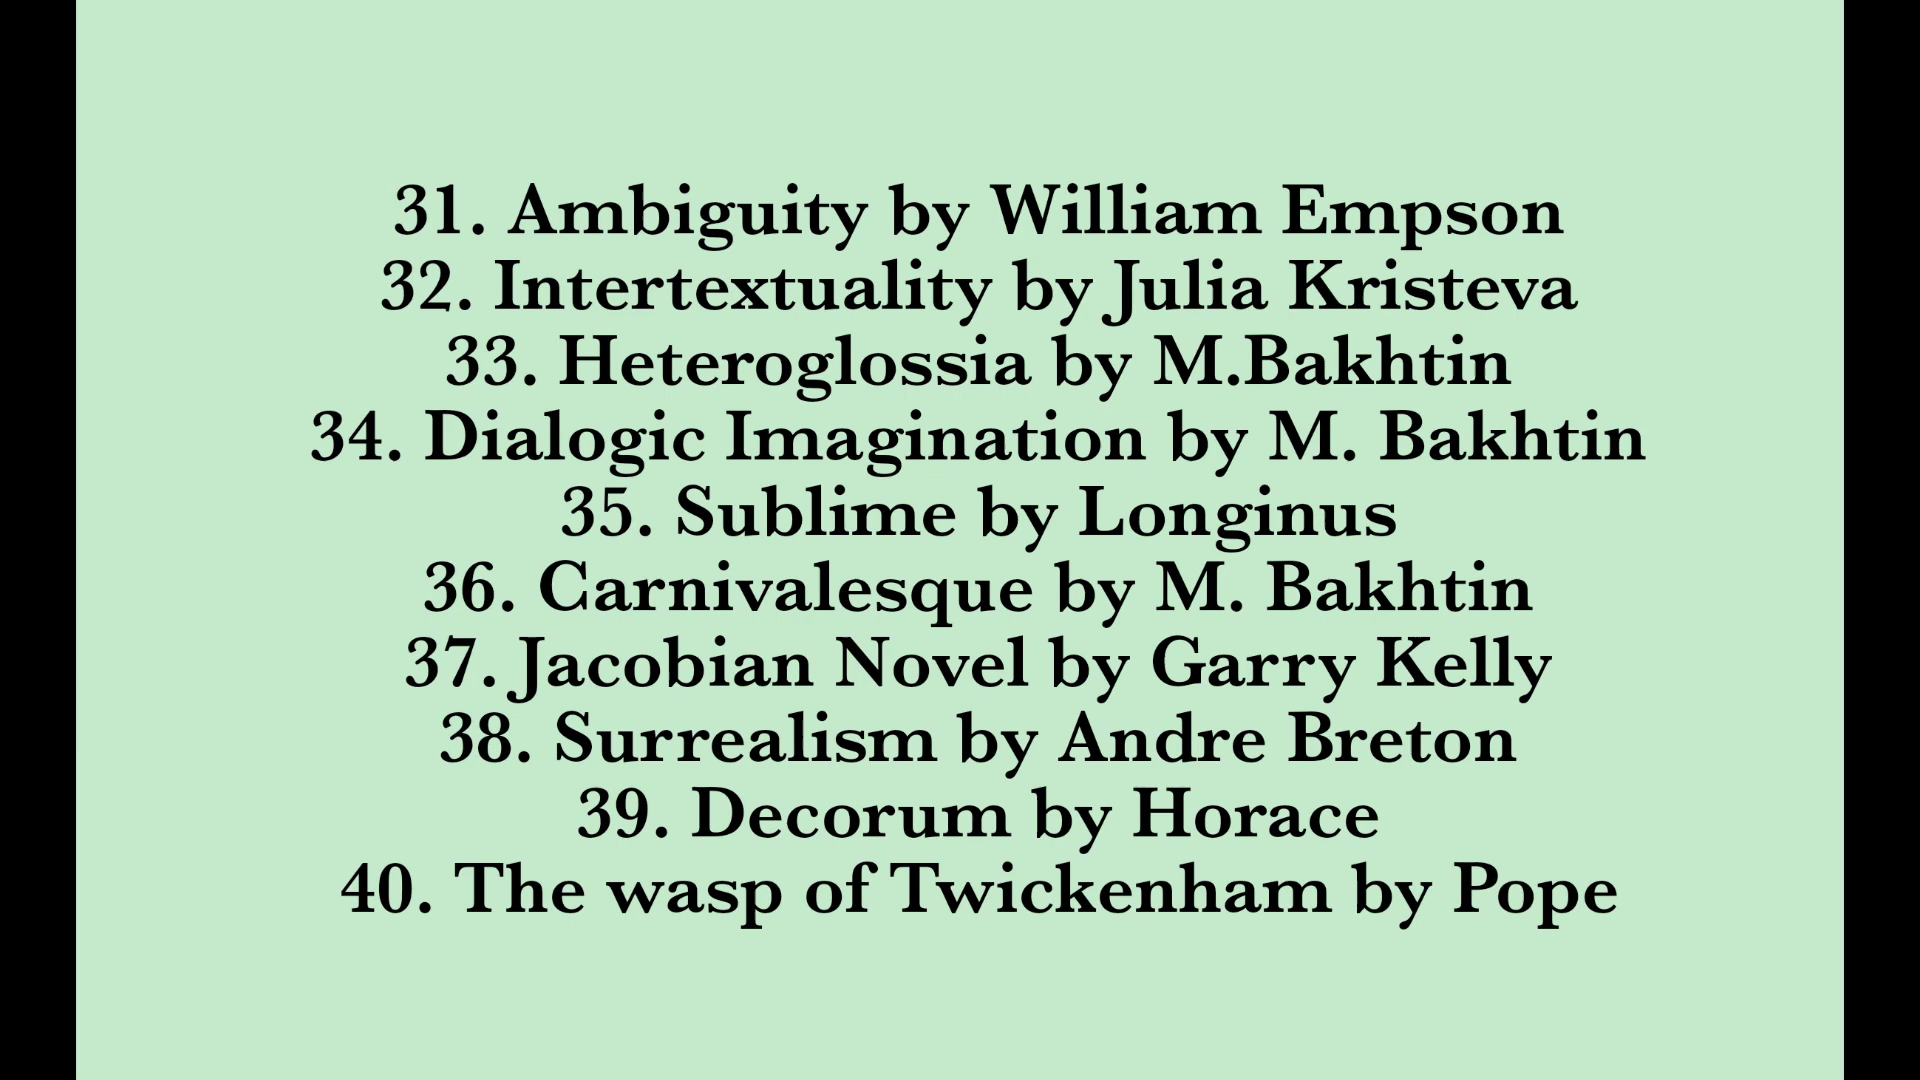 31. Ambiguity by William Empson
32. Intertextuality by Julia Kristeva
33. Heteroglossia by M.Bakhtin
34. Dialogic Imagination by M. Bakhtin
35. Sublime by Longinus
36. Carnivalesque by M. Bakhtin
37. Jacobian Novel by Garry Kelly
38. Surrealism by Andre Breton
39. Decorum by Horace
40. The wasp of Twickenham by Pope